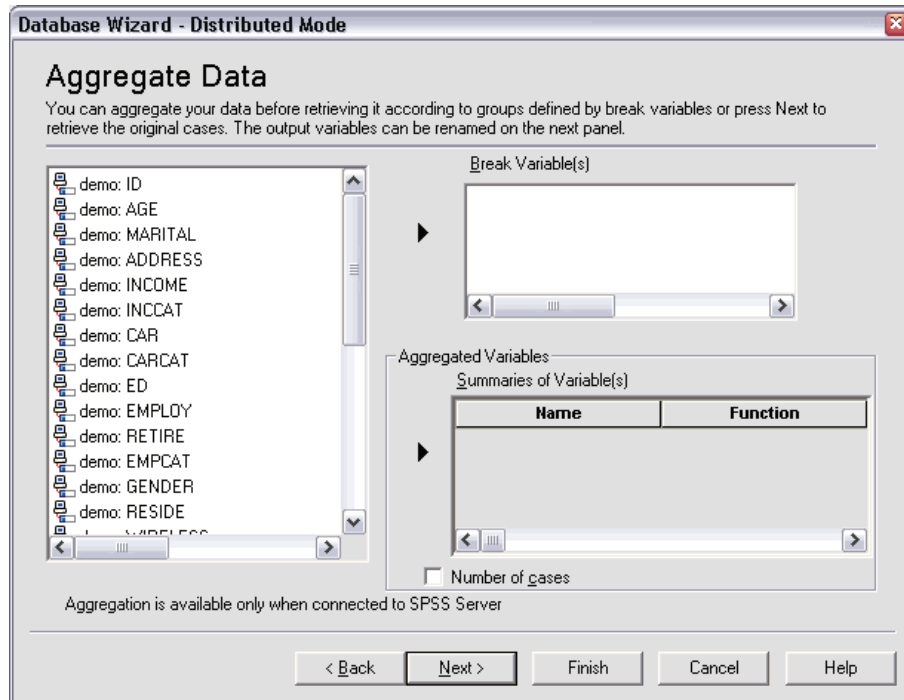 Database Wizard - Distributed Mode
Aggregate Data
You can aggregate your data before retrieving it according to groups defined by break variables or press Next to
retrieve the original cases. The output variables can be renamed on the next panel.
demo: ID
demo: AGE
demo: MARITAL
demo: ADDRESS
demo: INCOME
demo: INCCAT
demo: CAR
demo: CARCAT
demo: ED
demo: EMPLOY
demo: RETIRE
demo: EMPCAT
demo: GENDER
demo: RESIDE
demo: WIRELESS
Break Variable(s)
Aggregated Variables
Summaries of Variable(s)
Name Function
Number of cases
Aggregation is available only when connected to SPSS Server
< Back Next > Finish Cancel Help